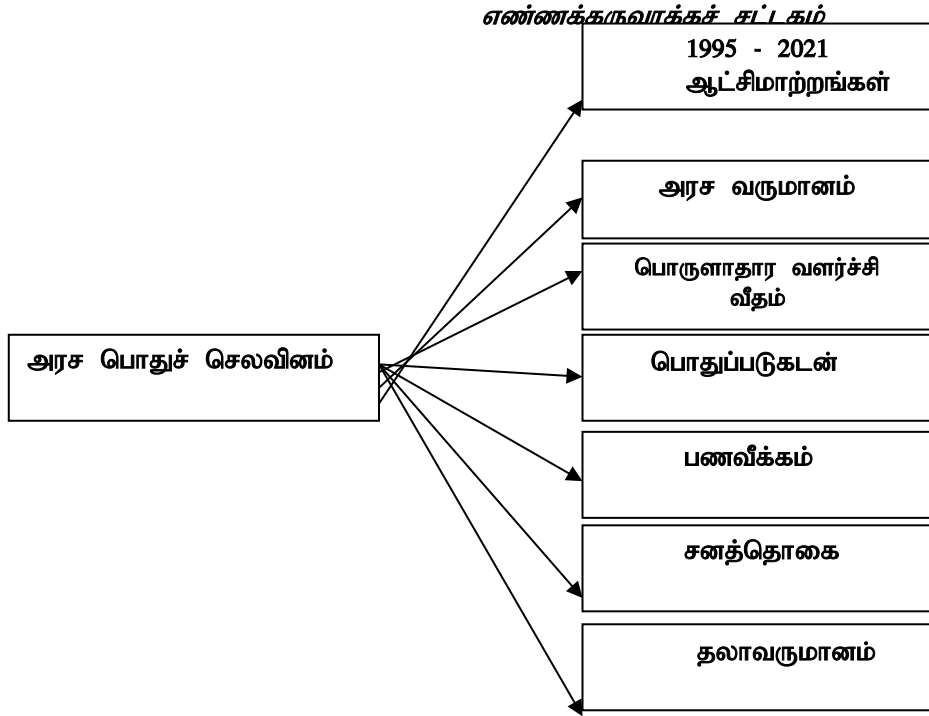 எண்ணக்கருவாக்கச் சட்டகம்
1995 - 2021
ஆட்சிமாற்றங்கள்
அரச வருமானம்
பொருளாதார வளர்ச்சி
வீதம்
அரச பொதுச் செலவினம்
பொதுப்படுகடன்
பணவீக்கம்
சனத்தொகை
தலாவருமானம்